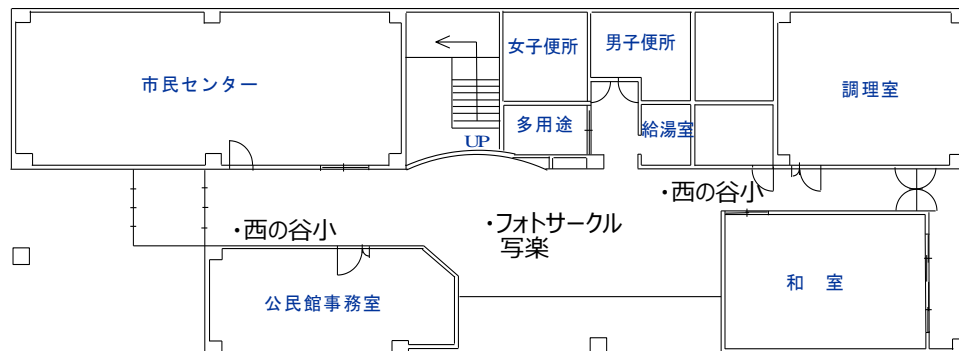 女子便所
男子便所
市民センター
調理室
多用途
給湯室
UP
・西の谷小
・フォトサークル
写楽
・西の谷小
公民館事務室
和 室